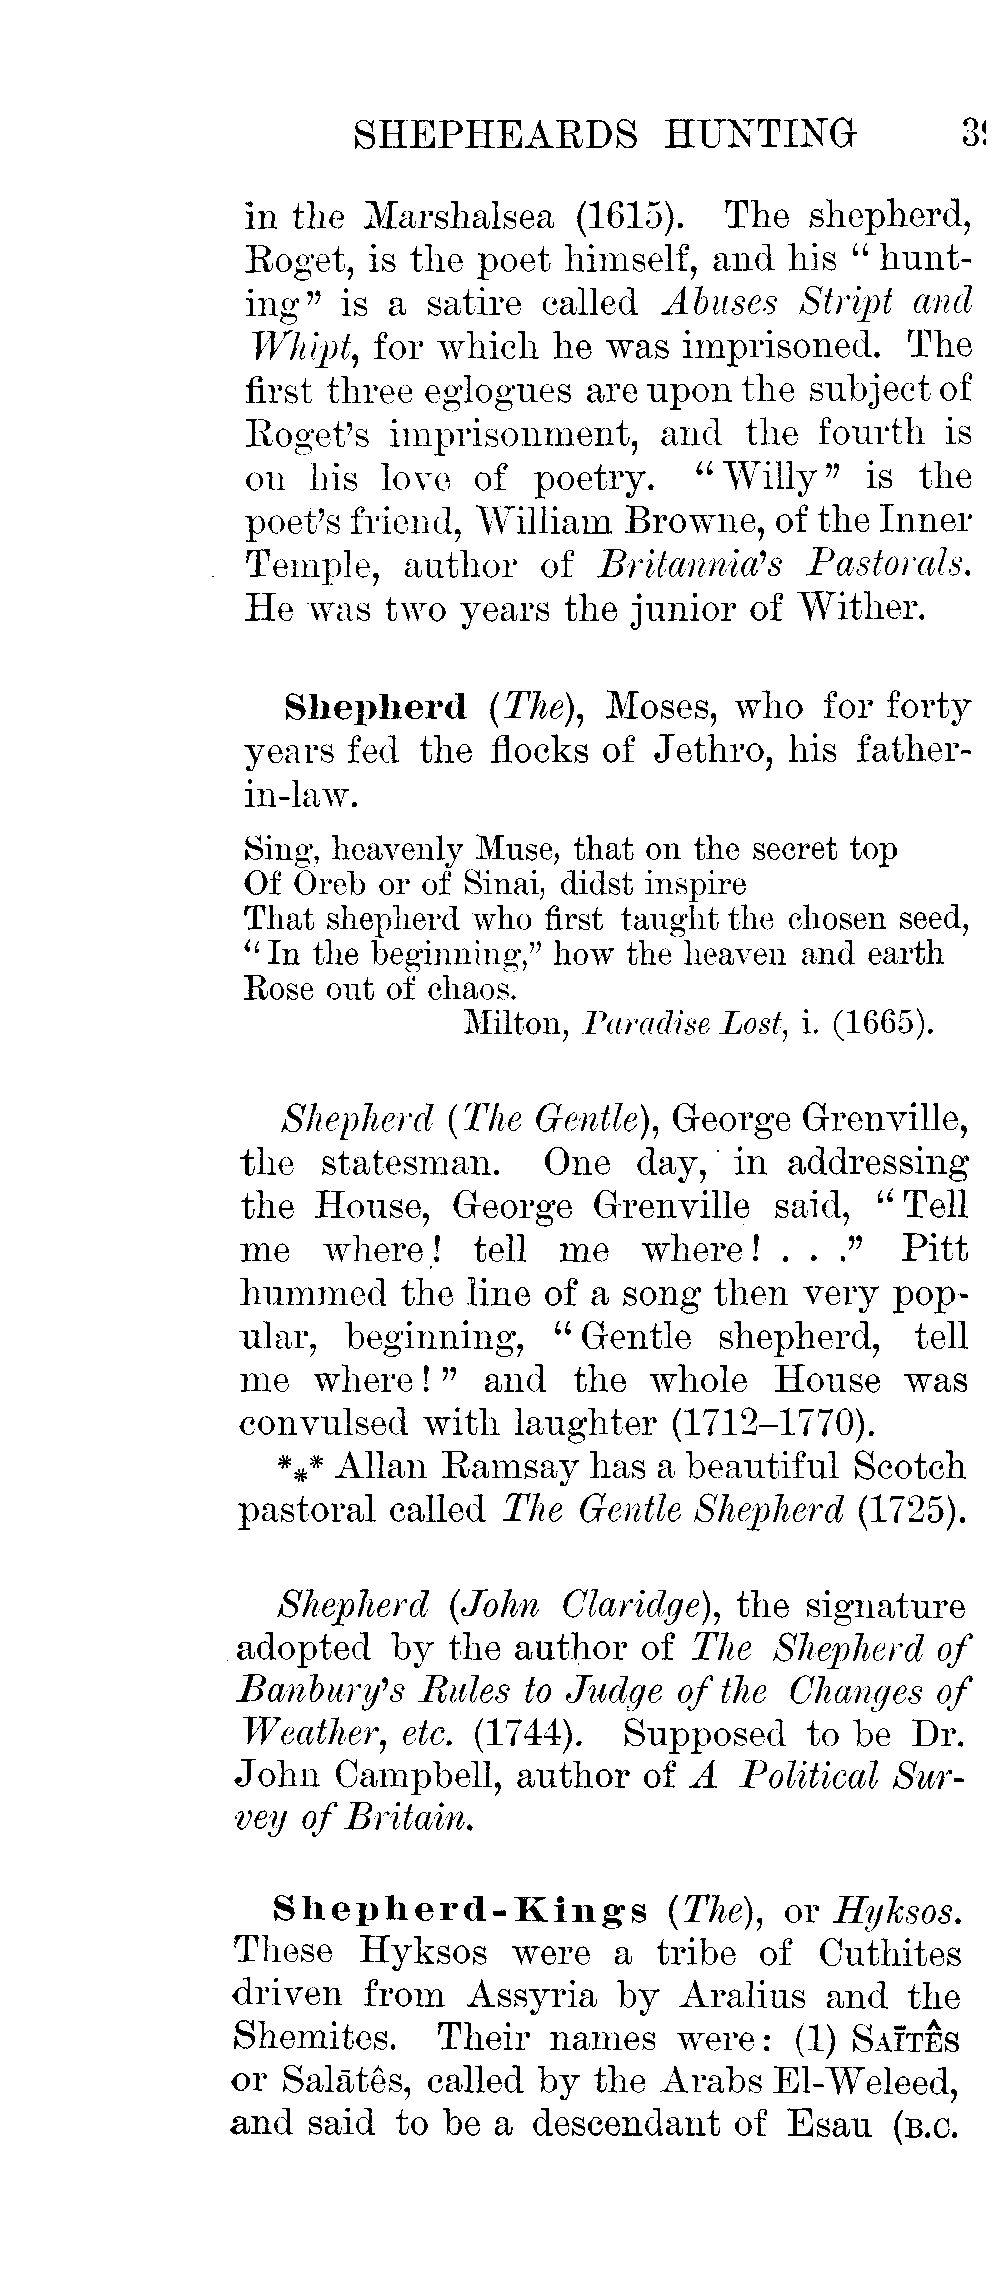 SHEPHEARDS HUNTING 39
in the Marshalsea (1615). The shepherd,
Roget, is the poet himself, and his “hunt-
ing” is a satire called Abuses Stript and
Whipt, for which he was imprisoned. The
first three eglogues are upon the subject of
Roget’s imprisonment, and the fourth is
on his love of poetry. “Willy” is the
poet’s friend, William Browne, of the Inner
Temple, author of Britannia’s Pastorals.
He was two years the junior of Wither.
Shepherd (The), Moses, who for forty
years fed the flocks of Jethro, his father-
in-law.
Sing, heavenly Muse, that on the secret top
Of Oreb or of Sinai, didst inspire
That shepherd who first taught the chosen seed,
“In the beginning,” how the heaven and earth
Rose out of chaos.
Milton, Paradise Lost, i. (1665).
Shepherd (The Gentle), George Grenville,
the statesman. One day, in addressing
the House, George Grenville said, “Tell
me where! tell me where! . . .” Pitt
hummed the line of a song then very pop-
ular, beginning, “Gentle shepherd, tell
me where!” and the whole House was
convulsed with laughter (1712–1770).
*⁎* Allan Ramsay has a beautiful Scotch
pastoral called The Gentle Shepherd (1725).
Shepherd (John Claridge), the signature
adopted by the author of The Shepherd of
Banbury’s Rules to Judge of the Changes of
Weather, etc. (1744). Supposed to be Dr.
John Campbell, author of A Political Sur-
vey of Britain.
Shepherd-Kings (The), or Hyksos.
These Hyksos were a tribe of Cuthites
driven from Assyria by Aralius and the
Shemites. Their names were: (1) SAĪTÊS
or Salātês, called by the Arabs El-Weleed,
and said to be a descendant of Esau (B.C.